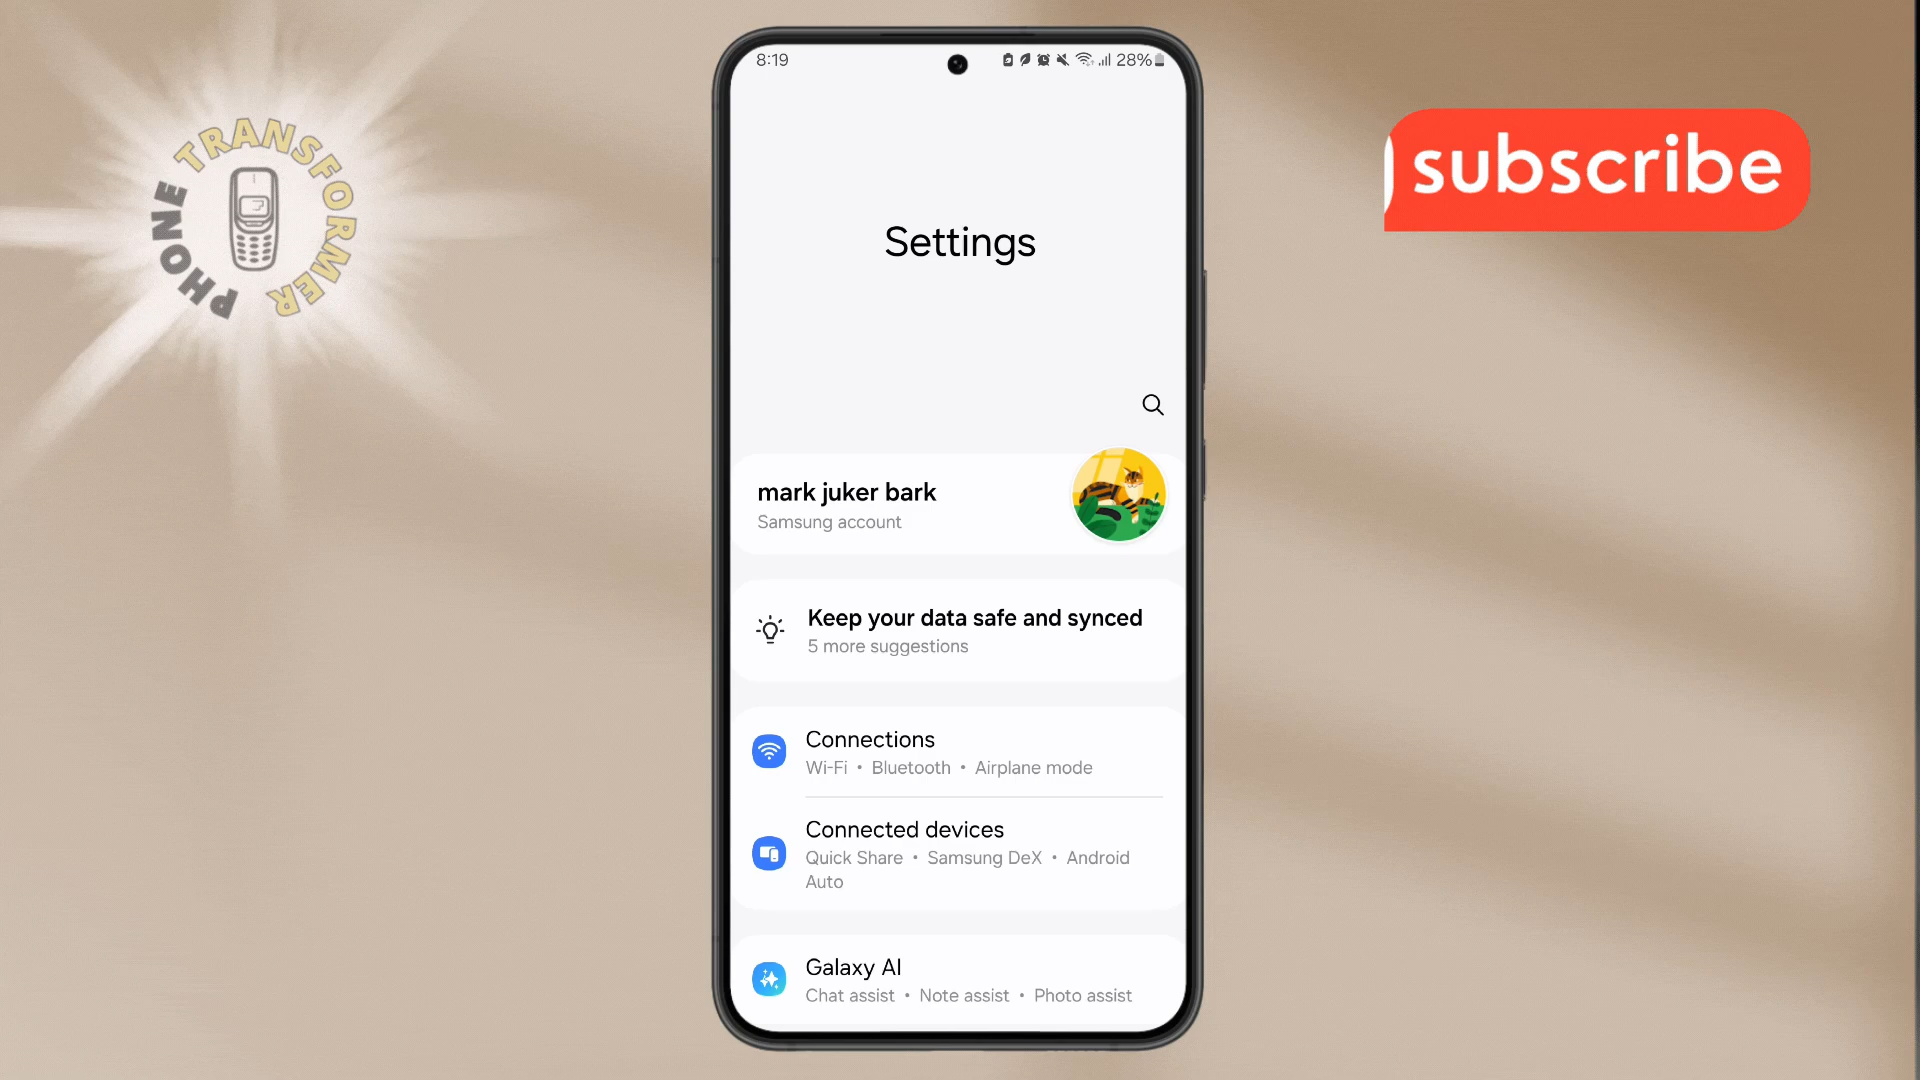 PHONE TRANSFORMER
8:19
28%
subscribe
Settings
mark juker bark
Samsung account
Keep your data safe and synced
5 more suggestions
Connections
Wi-Fi • Bluetooth • Airplane mode
Connected devices
Quick Share • Samsung DeX • Android
Auto
Galaxy AI
Chat assist • Note assist • Photo assist